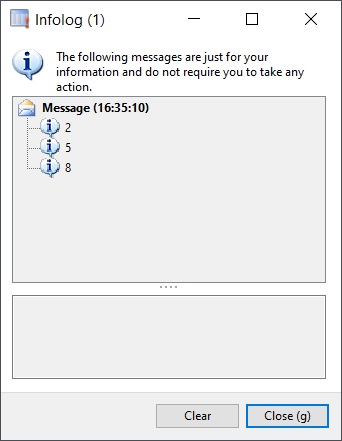 Infolog (1)
The following messages are just for your
information and do not require you to take any
action.
Message (16:35:10)
2
5
8
Clear
Close (g)